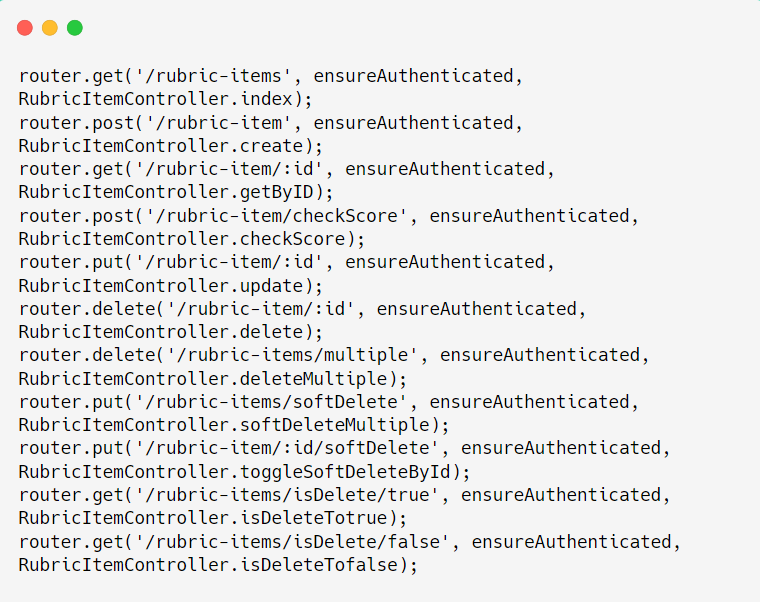 router.get('/rubric-items', ensureAuthenticated,
RubricItemController.index);
router.post('/rubric-item', ensureAuthenticated,
RubricItemController.create);
router.get('/rubric-item/:id', ensureAuthenticated,
RubricItemController.getByID);
router.post('/rubric-item/checkScore', ensureAuthenticated,
RubricItemController.checkScore);
router.put('/rubric-item/:id', ensureAuthenticated,
RubricItemController.update);
router.delete('/rubric-item/:id', ensureAuthenticated,
RubricItemController.delete);
router.delete('/rubric-items/multiple', ensureAuthenticated,
RubricItemController.deleteMultiple);
router.put('/rubric-items/softDelete', ensureAuthenticated,
RubricItemController.softDeleteMultiple);
router.put('/rubric-item/:id/softDelete', ensureAuthenticated,
RubricItemController.toggleSoftDeleteById);
router.get('/rubric-items/isDelete/true', ensureAuthenticated,
RubricItemController.isDeleteTotrue);
router.get('/rubric-items/isDelete/false', ensureAuthenticated,
RubricItemController.isDeleteTofalse);